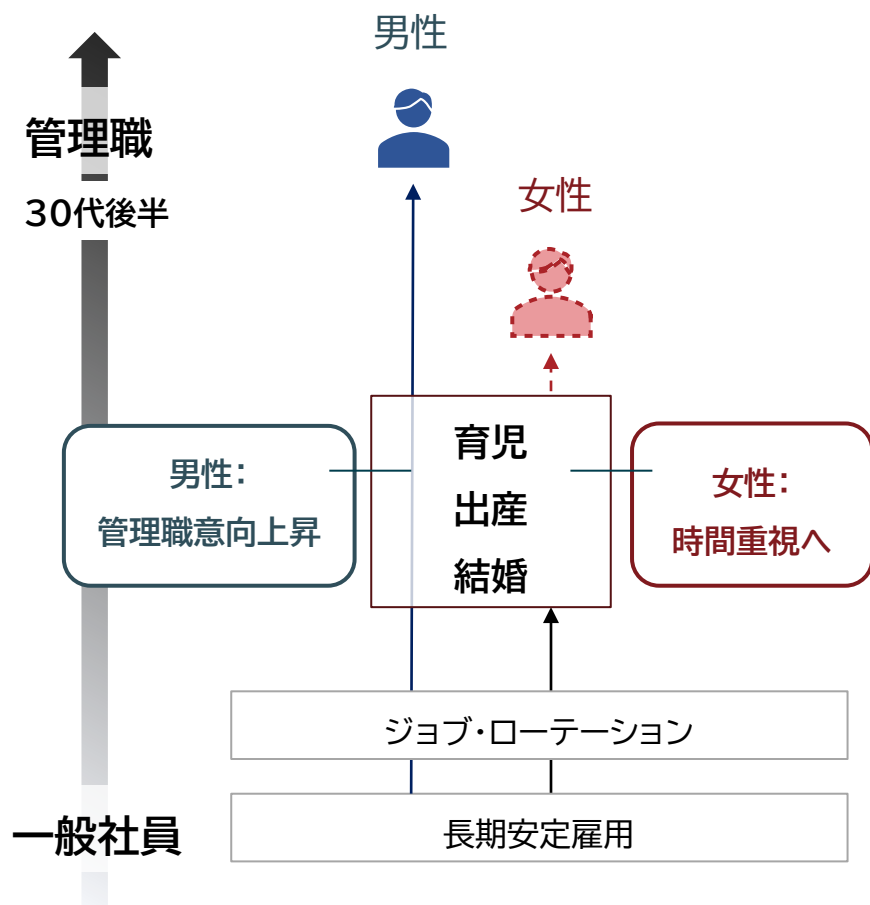 男性
管理職
女性
30代後半
育児
出産
結婚
男性：
管理職意向上昇
女性：
時間重視へ
ジョブ・ローテーション
一般社員
長期安定雇用